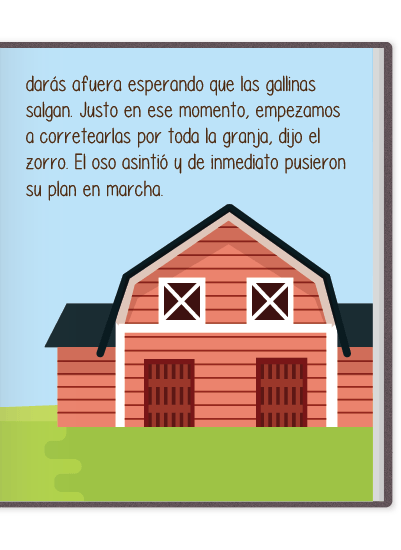 darás afuera esperando que las gallinas
salgan. Justo en ese momento, empezamos
a corretearlas por toda la granja, dijo el
zorro. El oso asintió y de inmediato pusieron
su plan en marcha.